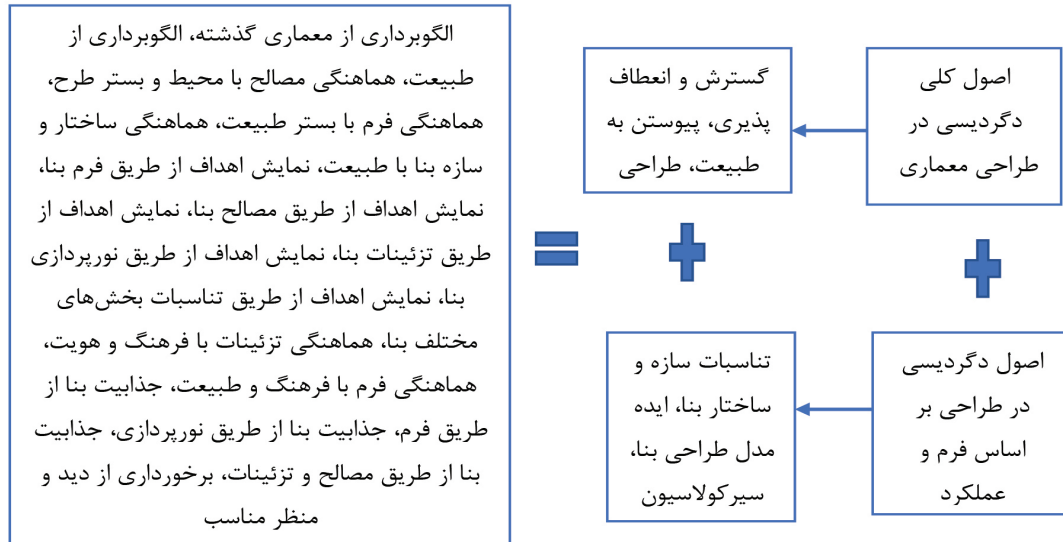 اصول کلی
دگردیسی در
طراحی معماری
گسترش و انعطاف
پذیری، پیوستن به
طبیعت، طراحی
اصول دگردیسی
در طراحی بر
اساس فرم و
عملکرد
تناسبات سازه و
ساختار بنا، ایده
مدل طراحی بنا،
سیرکولاسیون
الگوبرداری از معماری گذشته، الگوبرداری از
طبیعت، هماهنگی مصالح با محیط و بستر طرح،
هماهنگی فرم با بستر طبیعت، هماهنگی ساختار و
سازه بنا با طبیعت، نمایش اهداف از طریق فرم بنا،
نمایش اهداف از طریق مصالح بنا، نمایش اهداف از
طریق تزئینات بنا، نمایش اهداف از طریق نورپردازی
بنا، نمایش اهداف از طریق تناسبات بخش‌های
مختلف بنا، هماهنگی تزئینات با فرهنگ و هویت،
هماهنگی فرم با فرهنگ و طبیعت، جذابیت بنا از
طریق فرم، جذابیت بنا از طریق نورپردازی، جذابیت
بنا از طریق مصالح و تزئینات، برخورداری از دید و
منظر مناسب